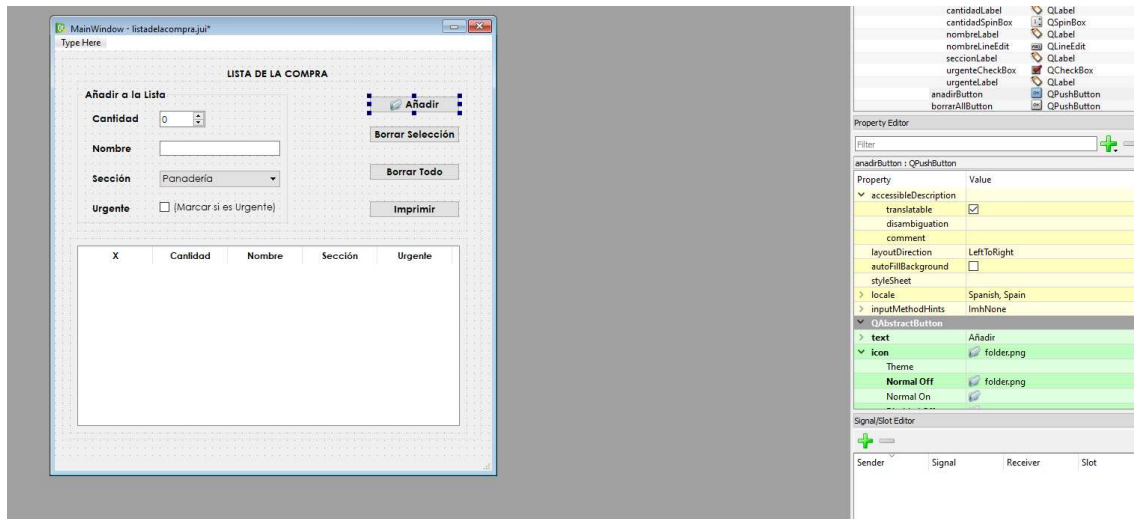 MainWindow - listadelacompra.jui*
Type Here
LISTA DE LA COMPRA
Añadir a la Lista
Cantidad 0
Nombre
Sección Panadería
Urgente (Marcar si es Urgente)
Añadir
Borrar Selección
Borrar Todo
Imprimir
X Cantidad Nombre Sección Urgente
cantidadLabel QLabel
cantidadSpinBox QSpinBox
nombreLabel QLabel
nombreLineEdit QLineEdit
seccionLabel QLabel
urgenteCheckBox QCheckBox
urgenteLabel QLabel
anadirButton QPushButton
borrarAllButton QPushButton
Property Editor
Filter
anadirButton : QPushButton
Property Value
accessibleDescription
translatable
disambiguation
comment
layoutDirection LeftToRight
autoFillBackground
styleSheet
locale Spanish, Spain
inputMethodHints ImhNone
QAbstractButton
text Añadir
icon folder.png
Theme
Normal Off folder.png
Normal On
Signal/Slot Editor
Sender Signal Receiver Slot